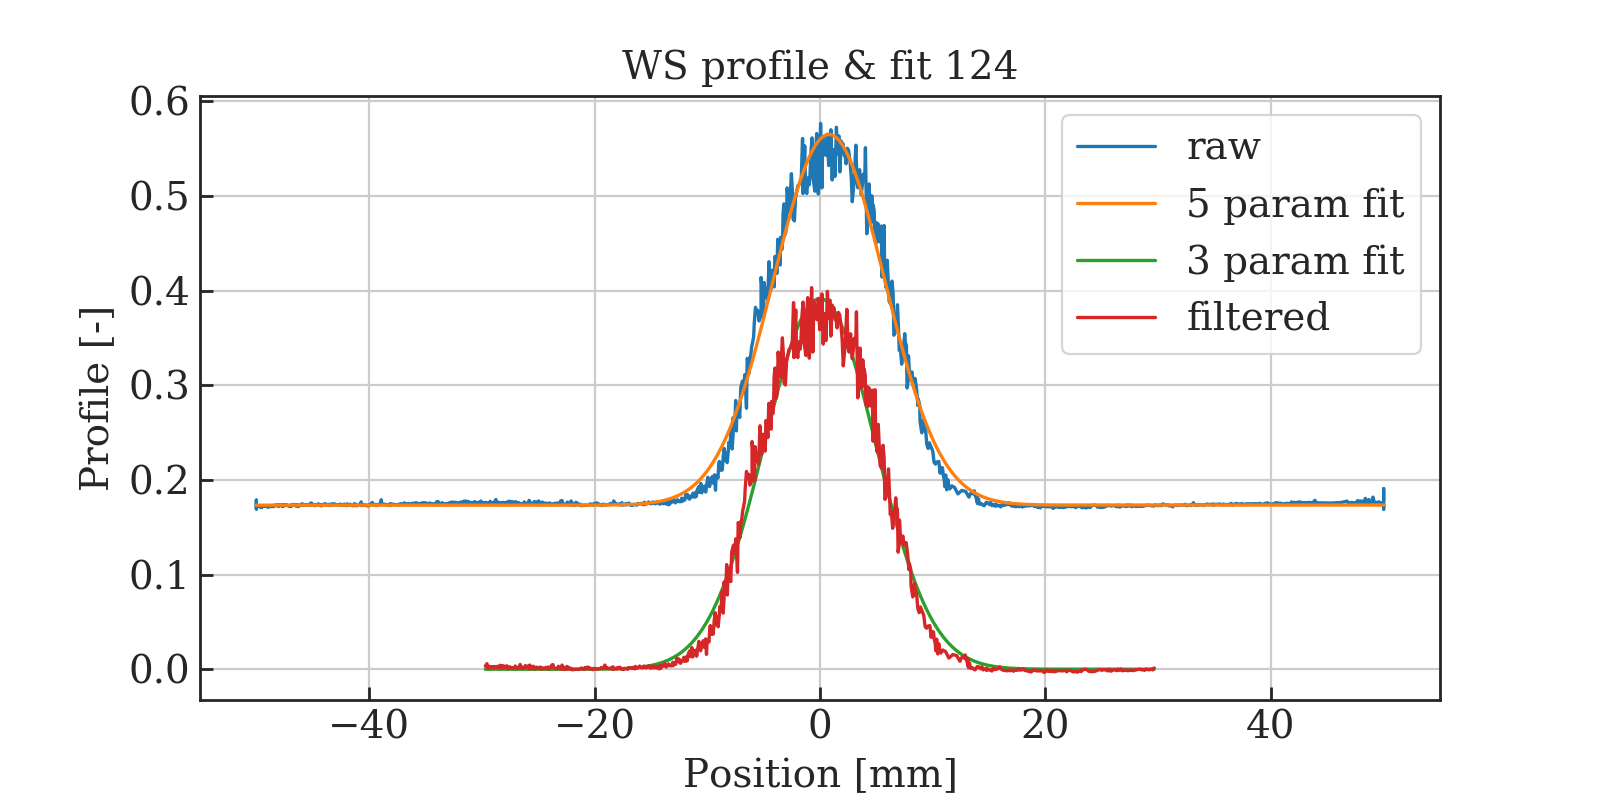 WS profile & fit 124
Profile [-]
0.6
0.5
0.4
0.3
0.2
0.1
0.0
−40
−20
0
20
40
Position [mm]
raw
5 param fit
3 param fit
filtered